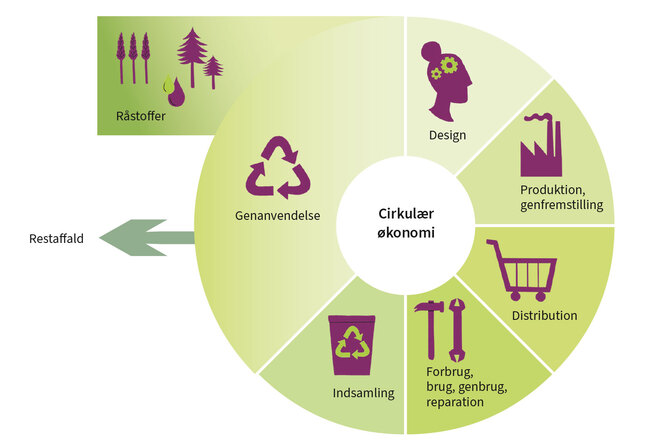 Råstoffer
Design
Produktion,
genfremstilling
Genanvendelse
Cirkulær
økonomi
Restaffald
Distribution
Forbrug,
brug, genbrug,
reparation
Indsamling